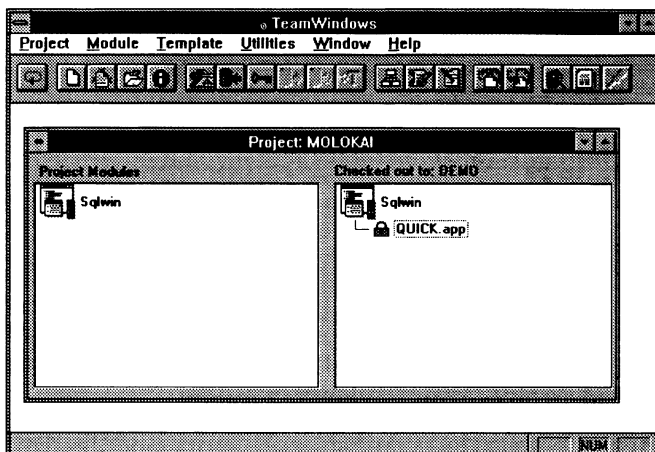 TeamWindows
Project Module Template Utilities Window Help
Project: MOLOKAI
Project Modules
Checked out to: DEMO
Sqlwin
Sqlwin
QUICK.app
NUM